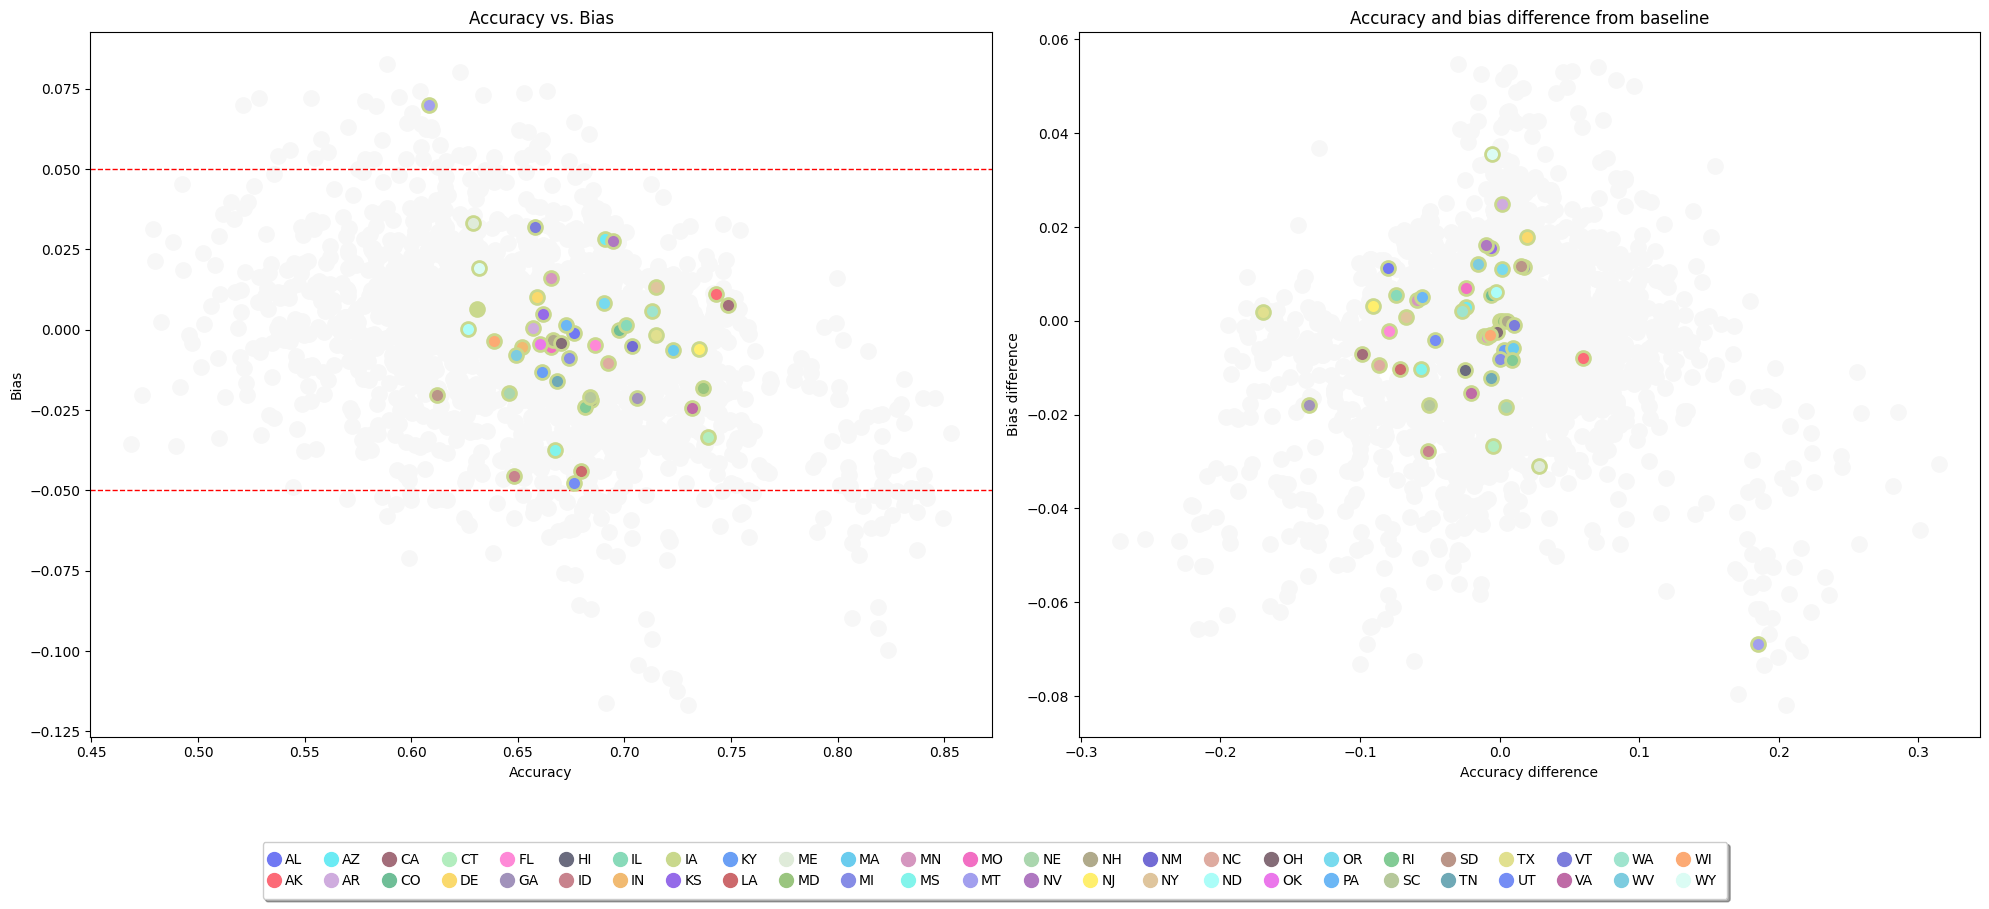 Accuracy vs. Bias
0.075
0.050
0.025
0.000
−0.025
−0.050
−0.075
−0.100
−0.125
Bias
0.45 0.50 0.55 0.60 0.65 0.70 0.75 0.80 0.85
Accuracy
Accuracy and bias difference from baseline
0.06
0.04
0.02
0.00
−0.02
−0.04
−0.06
−0.08
Bias difference
−0.3 −0.2 −0.1 0.0 0.1 0.2 0.3
Accuracy difference
AL AZ CA CT FL HI IL IA KY ME MA MN MO NE NH NM NC OH OR RI SD TX VT WA WI
AK AR CO DE GA ID IN KS LA MD MI MS MT NV NJ NY ND OK PA SC TN UT VA WV WY